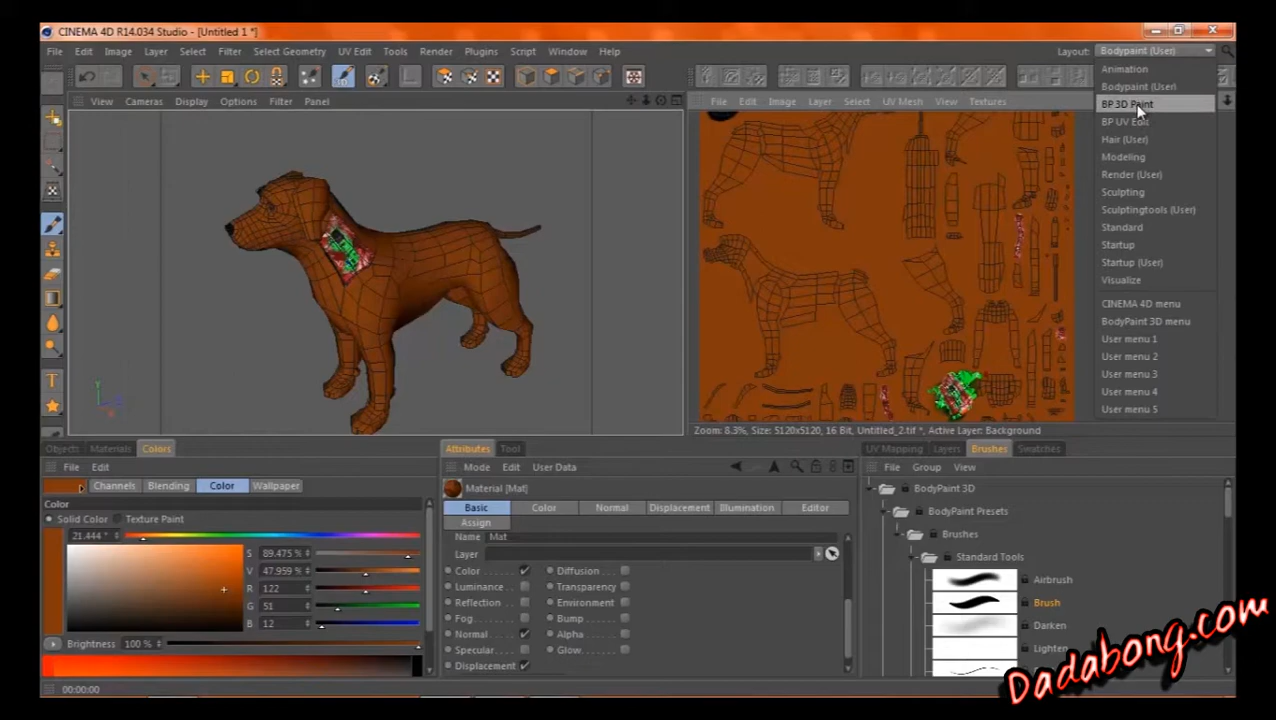 CINEMA 4D R14.034 Studio - [Untitled 1 *]
File Edit Image Layer Select Filter Select Geometry UV Edit Tools Render Plugins Script Window Help
Layout: Bodypaint (User)
Animation
Bodypaint (User)
BP 3D Paint
BP UV Edit
Hair (User)
Modeling
Render (User)
Sculpting
Sculptingtools (User)
Standard
Startup
Startup (User)
Visualize
CINEMA 4D menu
BodyPaint 3D menu
User menu 1
User menu 2
User menu 3
User menu 4
User menu 5
View Cameras Display Options Filter Panel
File Edit Image Layer Select UV Mesh View Textures
Zoom: 8.3%, Size: 5120x5120, 16 Bit, Untitled_2.tif *, Active Layer: Background
Objects Materials Colors
File Edit
Channels Blending Color Wallpaper
Color
Solid Color Texture Paint
21.444 °
S 89.475 %
V 47.959 %
R 122
G 51
B 12
Brightness 100 %
00:00:00
Attributes Tool
Mode Edit User Data
Material [Mat]
Basic Color Normal Displacement Illumination Editor
Assign
Name Mat
Layer
Color Diffusion
Luminance Transparency
Reflection Environment
Fog Bump
Normal Alpha
Specular Glow
Displacement
UV Mapping Layers Brushes Swatches
File Group View
BodyPaint 3D
BodyPaint Presets
Brushes
Standard Tools
Airbrush
Brush
Darken
Lighten
Dadabong.com